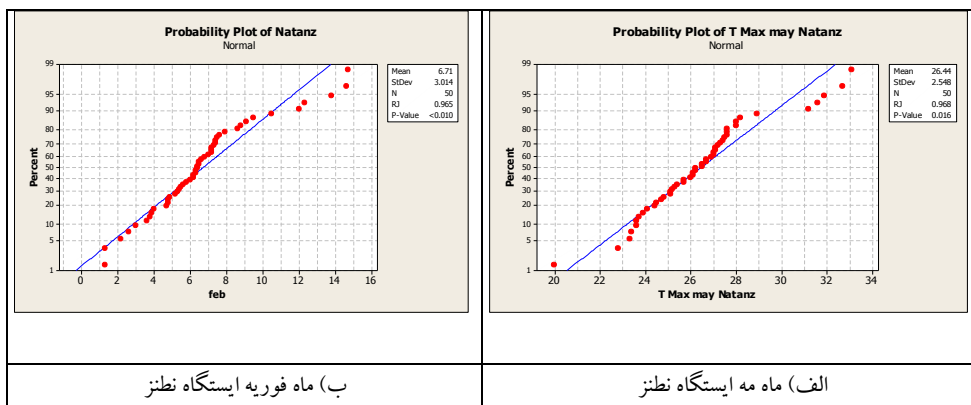 Probability Plot of Natanz
Normal
99
95
90
80
70
60
50
40
30
20
10
5
1
Percent
0 2 4 6 8 10 12 14 16
feb
Mean 6.71
StDev 3.014
N 50
RJ 0.965
P-Value <0.010
Probability Plot of T Max may Natanz
Normal
99
95
90
80
70
60
50
40
30
20
10
5
1
Percent
20 22 24 26 28 30 32 34
T Max may Natanz
Mean 26.44
StDev 2.548
N 50
RJ 0.968
P-Value 0.016
الف) ماه مه ایستگاه نطنز
ب) ماه فوریه ایستگاه نطنز